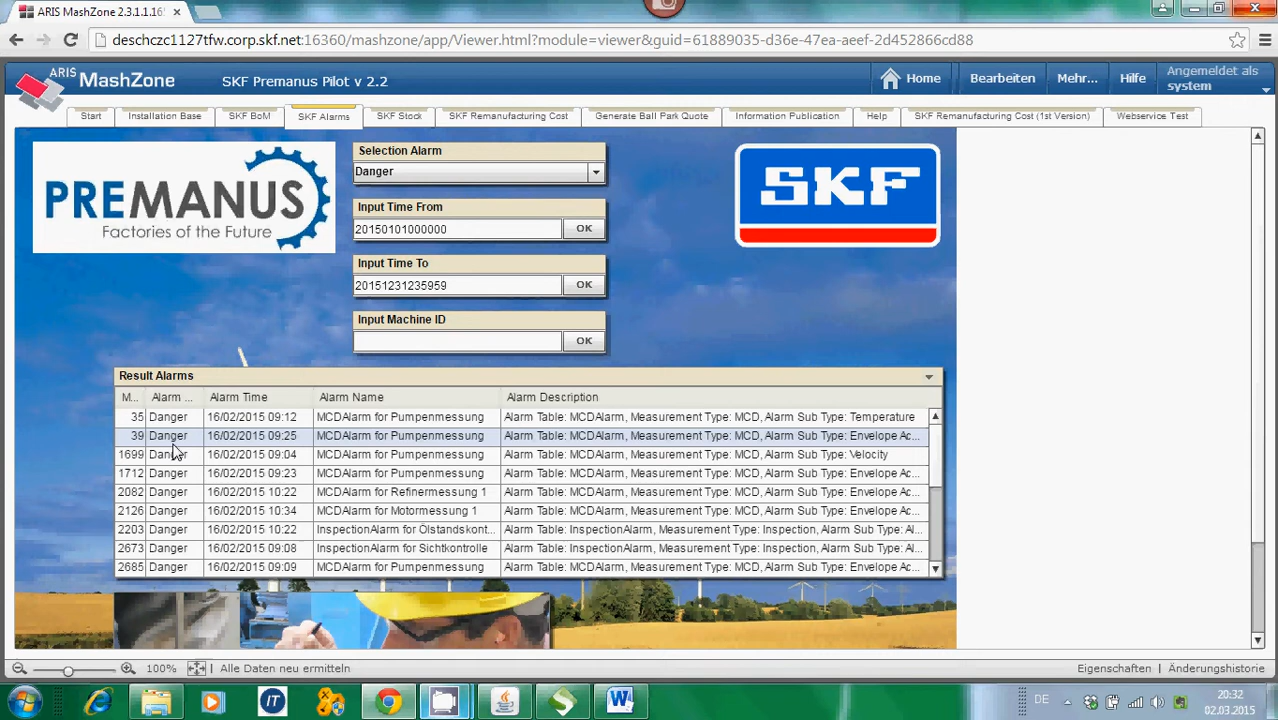 ARIS MashZone 2.3.1.1.16
deschczc1127tfw.corp.skf.net:16360/mashzone/app/Viewer.html?module=viewer&guid=61889035-d36e-47ea-aeef-2d452866cd88
ARIS MashZone
SKF Premanus Pilot v 2.2
Home Bearbeiten Mehr... Hilfe
Angemeldet als system
Start Installation Base SKF BoM SKF Alarms SKF Stock SKF Remanufacturing Cost Generate Ball Park Quote Information Publication Help SKF Remanufacturing Cost (1st Version) Webservice Test
PREMANUS
Factories of the Future
SKF
Selection Alarm
Danger
Input Time From
20150101000000 OK
Input Time To
20151231235959 OK
Input Machine ID
OK
Result Alarms
M... Alarm ... Alarm Time Alarm Name Alarm Description
35 Danger 16/02/2015 09:12 MCDAlarm for Pumpenmessung Alarm Table: MCDAlarm, Measurement Type: MCD, Alarm Sub Type: Temperature
39 Danger 16/02/2015 09:25 MCDAlarm for Pumpenmessung Alarm Table: MCDAlarm, Measurement Type: MCD, Alarm Sub Type: Envelope Ac...
1699 Danger 16/02/2015 09:04 MCDAlarm for Pumpenmessung Alarm Table: MCDAlarm, Measurement Type: MCD, Alarm Sub Type: Velocity
1712 Danger 16/02/2015 09:23 MCDAlarm for Pumpenmessung Alarm Table: MCDAlarm, Measurement Type: MCD, Alarm Sub Type: Envelope Ac...
2082 Danger 16/02/2015 10:22 MCDAlarm for Refinermessung 1 Alarm Table: MCDAlarm, Measurement Type: MCD, Alarm Sub Type: Envelope Ac...
2126 Danger 16/02/2015 10:34 MCDAlarm for Motormessung 1 Alarm Table: MCDAlarm, Measurement Type: MCD, Alarm Sub Type: Envelope Ac...
2203 Danger 16/02/2015 10:22 InspectionAlarm for Ölstandskont... Alarm Table: InspectionAlarm, Measurement Type: Inspection, Alarm Sub Type: Al...
2673 Danger 16/02/2015 09:08 InspectionAlarm for Sichtkontrolle Alarm Table: InspectionAlarm, Measurement Type: Inspection, Alarm Sub Type: Al...
2685 Danger 16/02/2015 09:09 MCDAlarm for Pumpenmessung Alarm Table: MCDAlarm, Measurement Type: MCD, Alarm Sub Type: Envelope Ac...
100% Alle Daten neu ermitteln Eigenschaften Änderungshistorie
IT
DE
20:32
02.03.2015